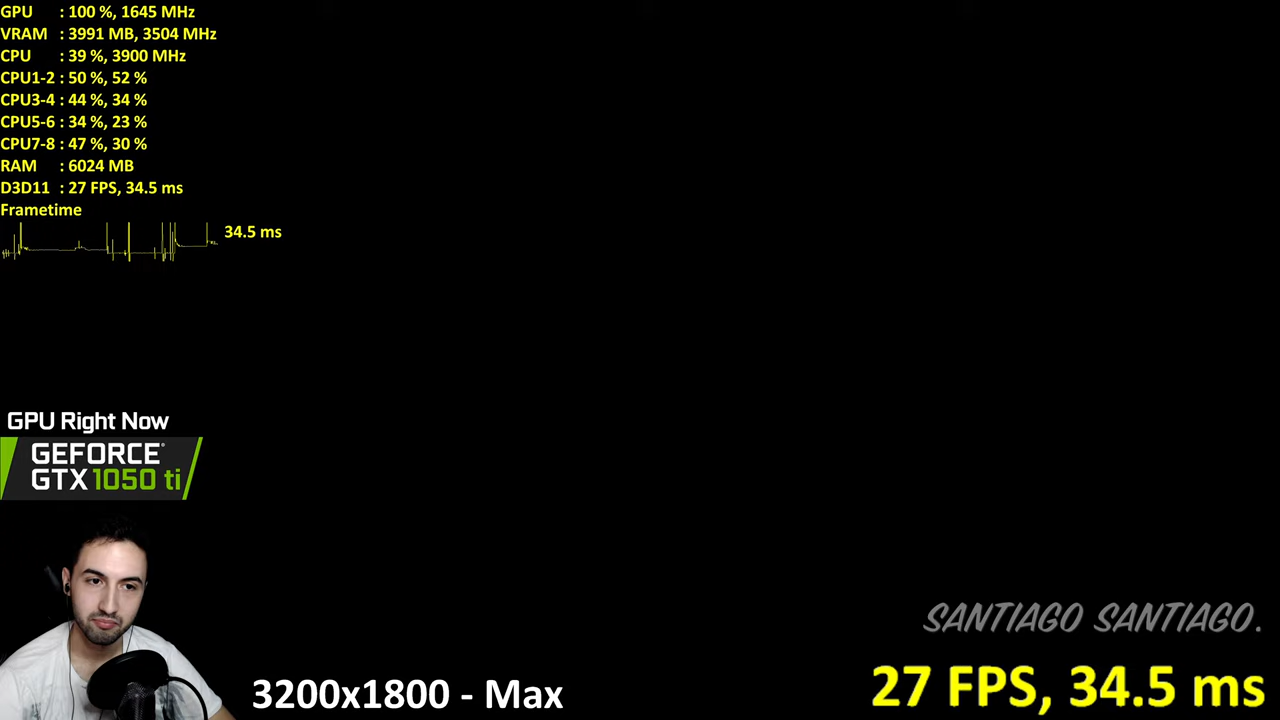 GPU : 100 %, 1645 MHz
VRAM : 3991 MB, 3504 MHz
CPU : 39 %, 3900 MHz
CPU1-2 : 50 %, 52 %
CPU3-4 : 44 %, 34 %
CPU5-6 : 34 %, 23 %
CPU7-8 : 47 %, 30 %
RAM : 6024 MB
D3D11 : 27 FPS, 34.5 ms
Frametime
34.5 ms
GPU Right Now
GEFORCE®
GTX 1050 ti
SANTIAGO SANTIAGO.
3200x1800 - Max
27 FPS, 34.5 ms